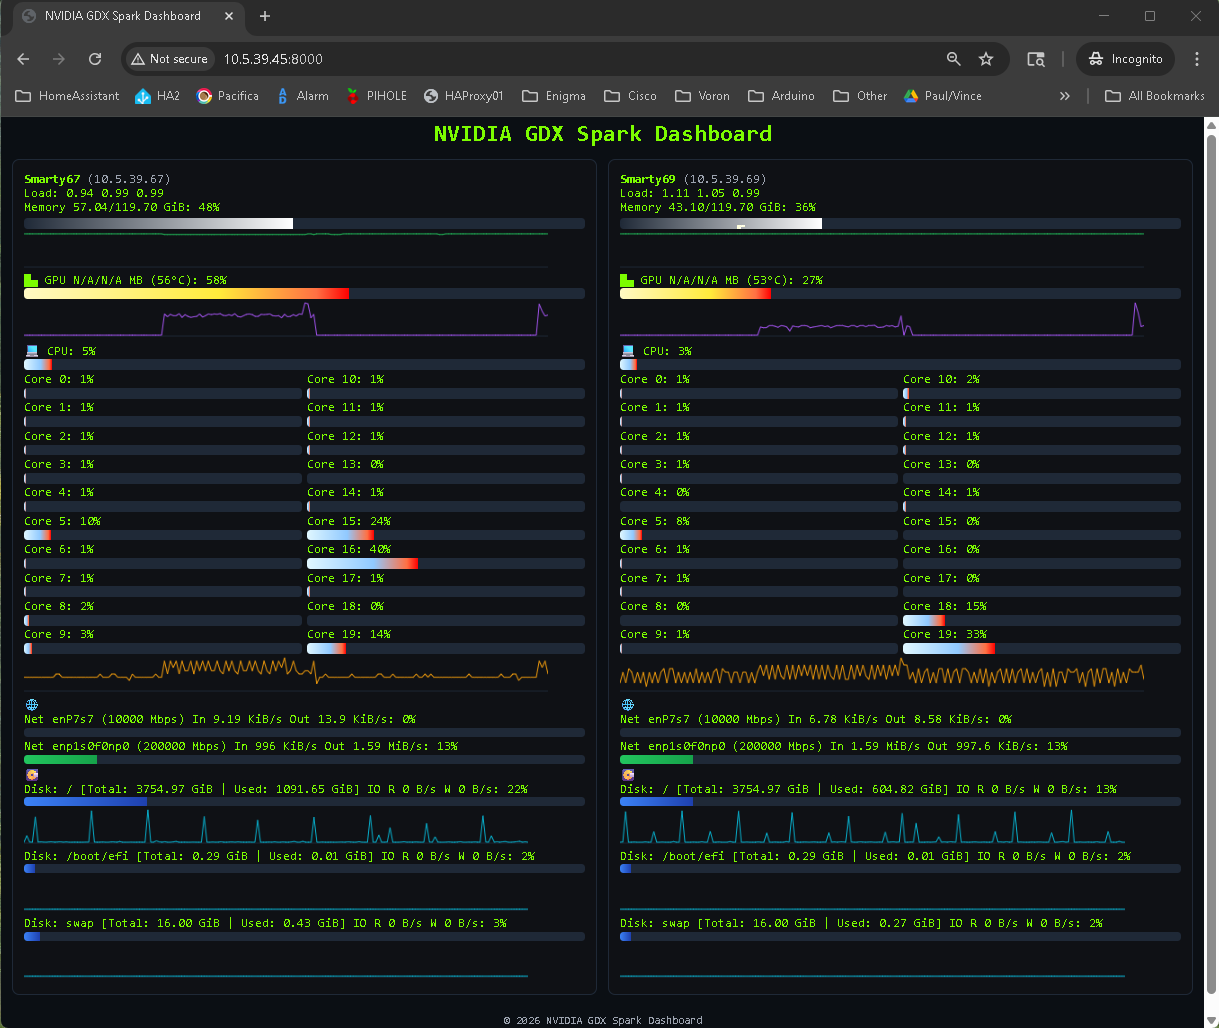 NVIDIA GDX Spark Dashboard
Not secure 10.5.39.45:8000 Incognito
HomeAssistant HA2 Pacifica Alarm PIHOLE HAProxy01 Enigma Cisco Voron Arduino Other Paul/Vince » All Bookmarks
NVIDIA GDX Spark Dashboard
Smarty67 (10.5.39.67)
Load: 0.94 0.99 0.99
Memory 57.04/119.70 GiB: 48%
GPU N/A/N/A MB (56°C): 58%
CPU: 5%
Core 0: 1% Core 10: 1%
Core 1: 1% Core 11: 1%
Core 2: 1% Core 12: 1%
Core 3: 1% Core 13: 0%
Core 4: 1% Core 14: 1%
Core 5: 10% Core 15: 24%
Core 6: 1% Core 16: 40%
Core 7: 1% Core 17: 1%
Core 8: 2% Core 18: 0%
Core 9: 3% Core 19: 14%
Net enP7s7 (10000 Mbps) In 9.19 KiB/s Out 13.9 KiB/s: 0%
Net enp1s0f0np0 (200000 Mbps) In 996 KiB/s Out 1.59 MiB/s: 13%
Disk: / [Total: 3754.97 GiB | Used: 1091.65 GiB] IO R 0 B/s W 0 B/s: 22%
Disk: /boot/efi [Total: 0.29 GiB | Used: 0.01 GiB] IO R 0 B/s W 0 B/s: 2%
Disk: swap [Total: 16.00 GiB | Used: 0.43 GiB] IO R 0 B/s W 0 B/s: 3%
Smarty69 (10.5.39.69)
Load: 1.11 1.05 0.99
Memory 43.10/119.70 GiB: 36%
GPU N/A/N/A MB (53°C): 27%
CPU: 3%
Core 0: 1% Core 10: 2%
Core 1: 1% Core 11: 1%
Core 2: 1% Core 12: 1%
Core 3: 1% Core 13: 0%
Core 4: 0% Core 14: 1%
Core 5: 8% Core 15: 0%
Core 6: 1% Core 16: 0%
Core 7: 1% Core 17: 0%
Core 8: 0% Core 18: 15%
Core 9: 1% Core 19: 33%
Net enP7s7 (10000 Mbps) In 6.78 KiB/s Out 8.58 KiB/s: 0%
Net enp1s0f0np0 (200000 Mbps) In 1.59 MiB/s Out 997.6 KiB/s: 13%
Disk: / [Total: 3754.97 GiB | Used: 604.82 GiB] IO R 0 B/s W 0 B/s: 13%
Disk: /boot/efi [Total: 0.29 GiB | Used: 0.01 GiB] IO R 0 B/s W 0 B/s: 2%
Disk: swap [Total: 16.00 GiB | Used: 0.27 GiB] IO R 0 B/s W 0 B/s: 2%
© 2026 NVIDIA GDX Spark Dashboard